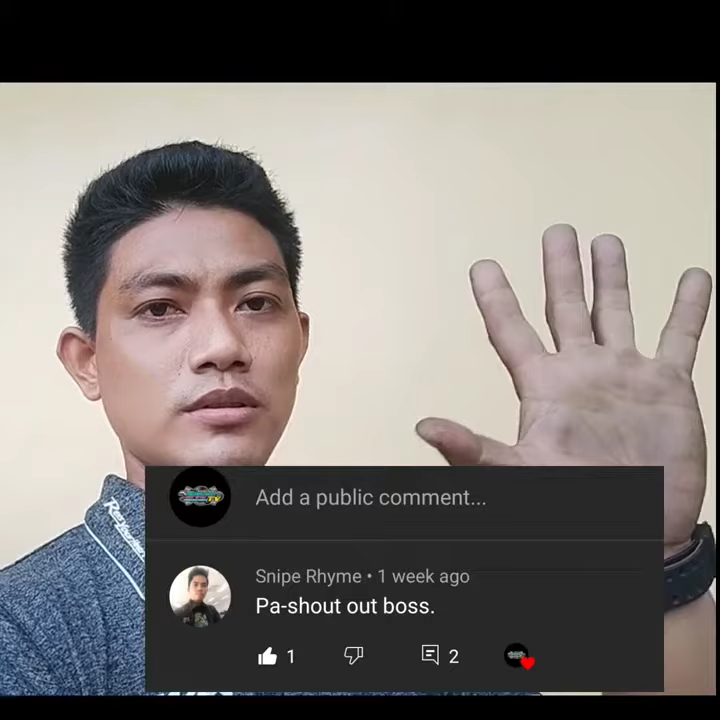 Add a public comment...
Snipe Rhyme • 1 week ago
Pa-shout out boss.
1
2